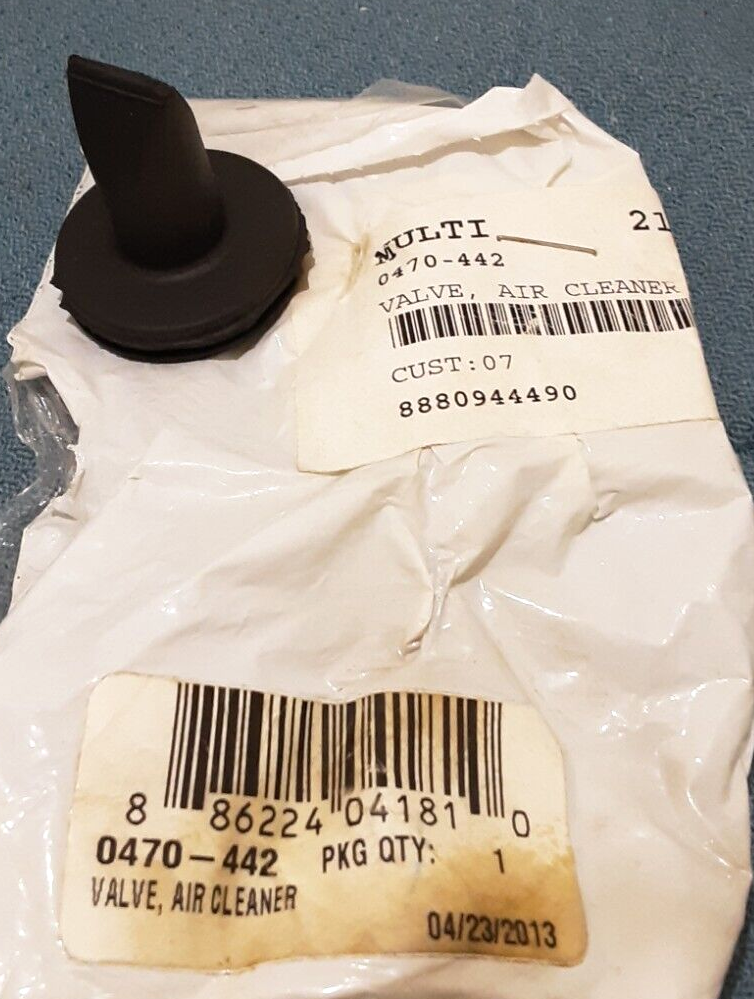 MULTI 21
0470-442
VALVE, AIR CLEANER
CUST:07
8880944490
8 86224 04181 0
0470-442 PKG QTY: 1
VALVE, AIR CLEANER
04/23/2013